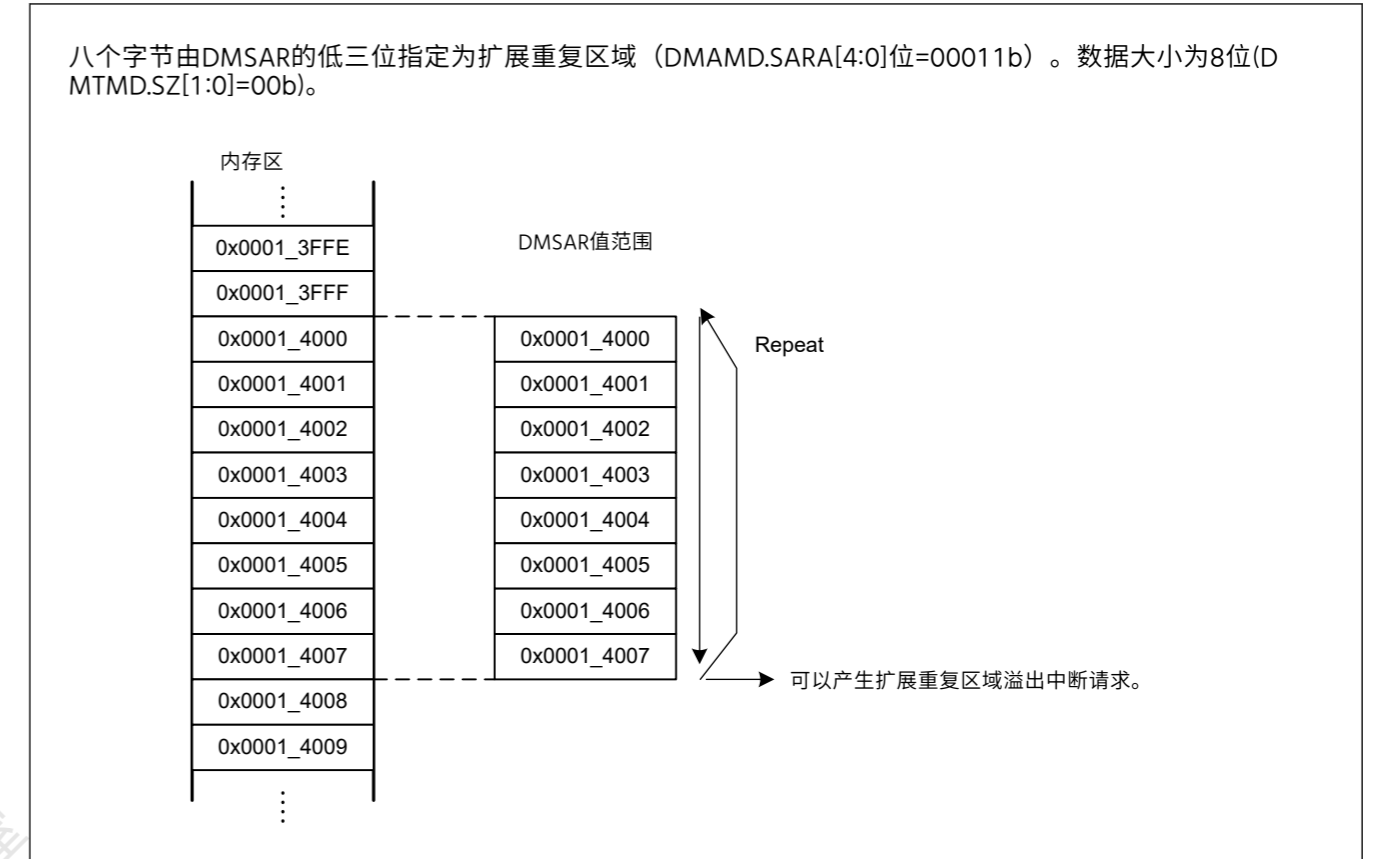 八个字节由DMSAR的低三位指定为扩展重复区域（DMAMD.SARA[4:0]位=00011b）。数据大小为8位(D
MTMD.SZ[1:0]=00b)。
内存区
DMSAR值范围
0x0001_3FFE
0x0001_3FFF
0x0001_4000
0x0001_4000
Repeat
0x0001_4001
0x0001_4001
0x0001_4002
0x0001_4002
0x0001_4003
0x0001_4003
0x0001_4004
0x0001_4004
0x0001_4005
0x0001_4005
0x0001_4006
0x0001_4006
0x0001_4007
0x0001_4007
可以产生扩展重复区域溢出中断请求。
0x0001_4008
0x0001_4009